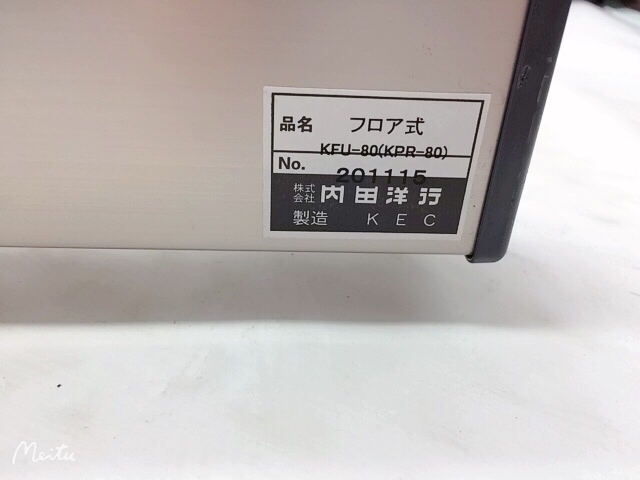 品名 フロア式
KFU-80(KPR-80)
No. 201115
株式会社 内田洋行
製造 KEC
Meitu